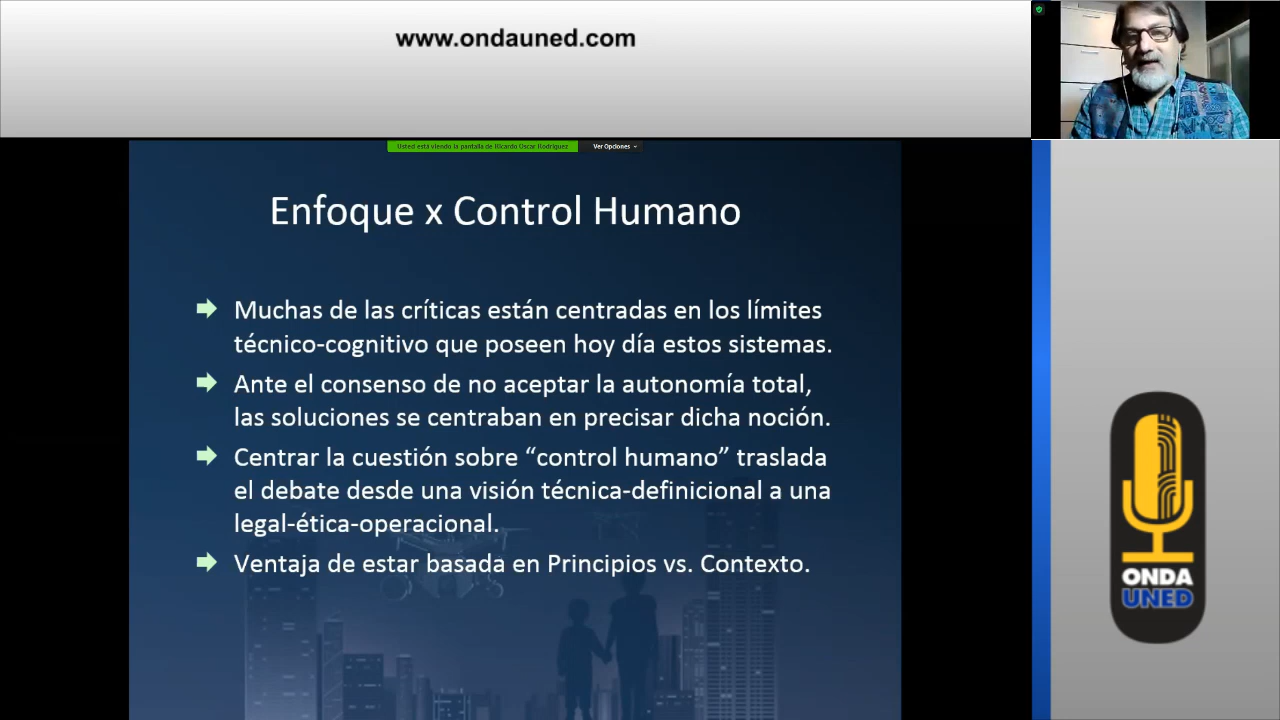 www.ondauned.com
Usted está viendo la pantalla de Ricardo Oscar Rodriguez
Ver Opciones
Enfoque x Control Humano
Muchas de las críticas están centradas en los límites
técnico-cognitivo que poseen hoy día estos sistemas.
Ante el consenso de no aceptar la autonomía total,
las soluciones se centraban en precisar dicha noción.
Centrar la cuestión sobre “control humano” traslada
el debate desde una visión técnica-definicional a una
legal-ética-operacional.
Ventaja de estar basada en Principios vs. Contexto.
ONDA
UNED